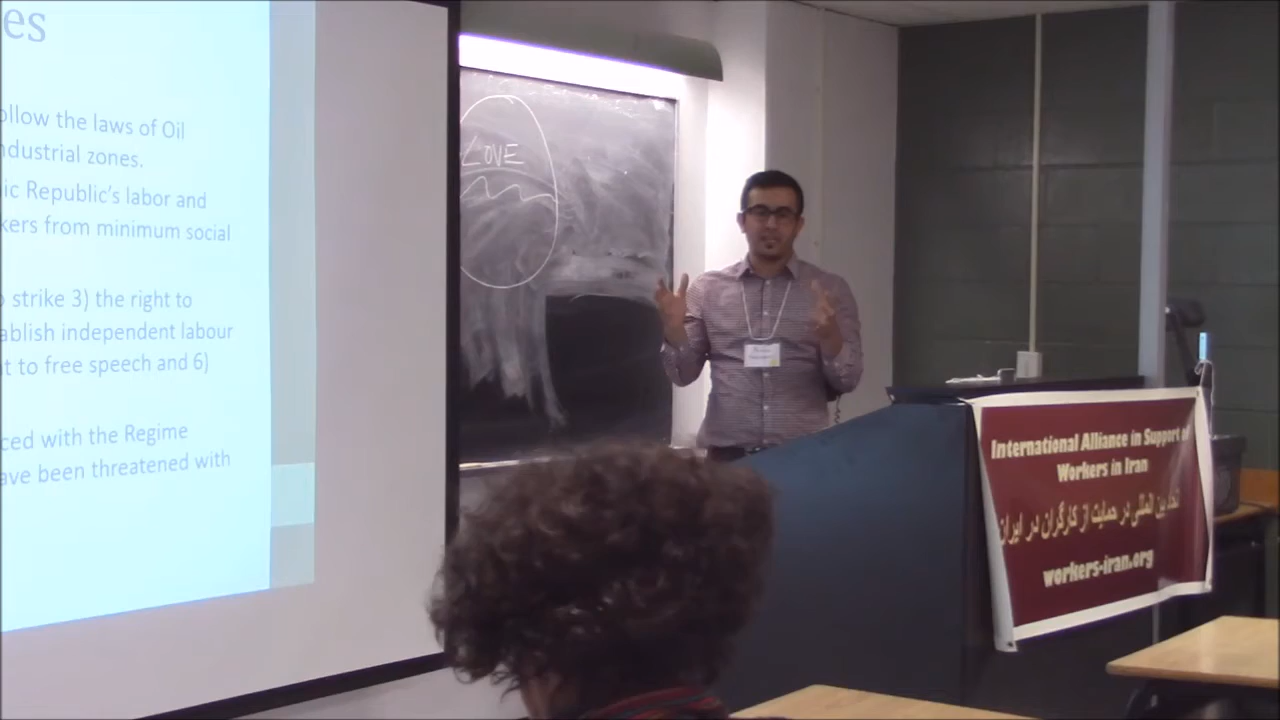 es
ollow the laws of Oil
ndustrial zones.
ic Republic's labor and
kers from minimum social
strike 3) the right to
ablish independent labour
t to free speech and 6)
ced with the Regime
ave been threatened with
LOVE
International Alliance in Support of
Workers in Iran
اتحاد بین المللی در حمایت از کارگران در ایران
workers-iran.org